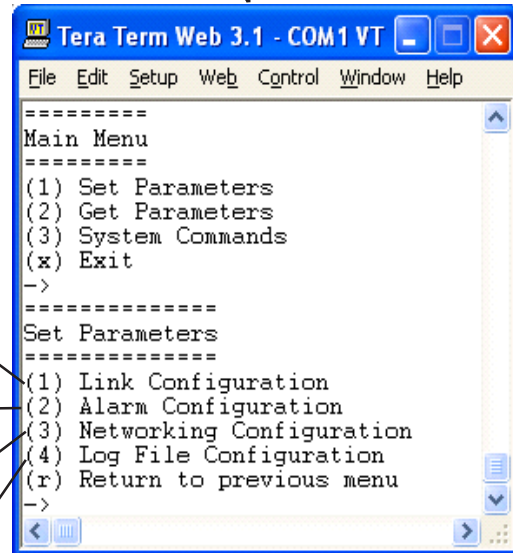 Tera Term Web 3.1 - COM1 VT
File Edit Setup Web Control Window Help
=========
Main Menu
=========
(1) Set Parameters
(2) Get Parameters
(3) System Commands
(x) Exit
->
==============
Set Parameters
==============
(1) Link Configuration
(2) Alarm Configuration
(3) Networking Configuration
(4) Log File Configuration
(r) Return to previous menu
->